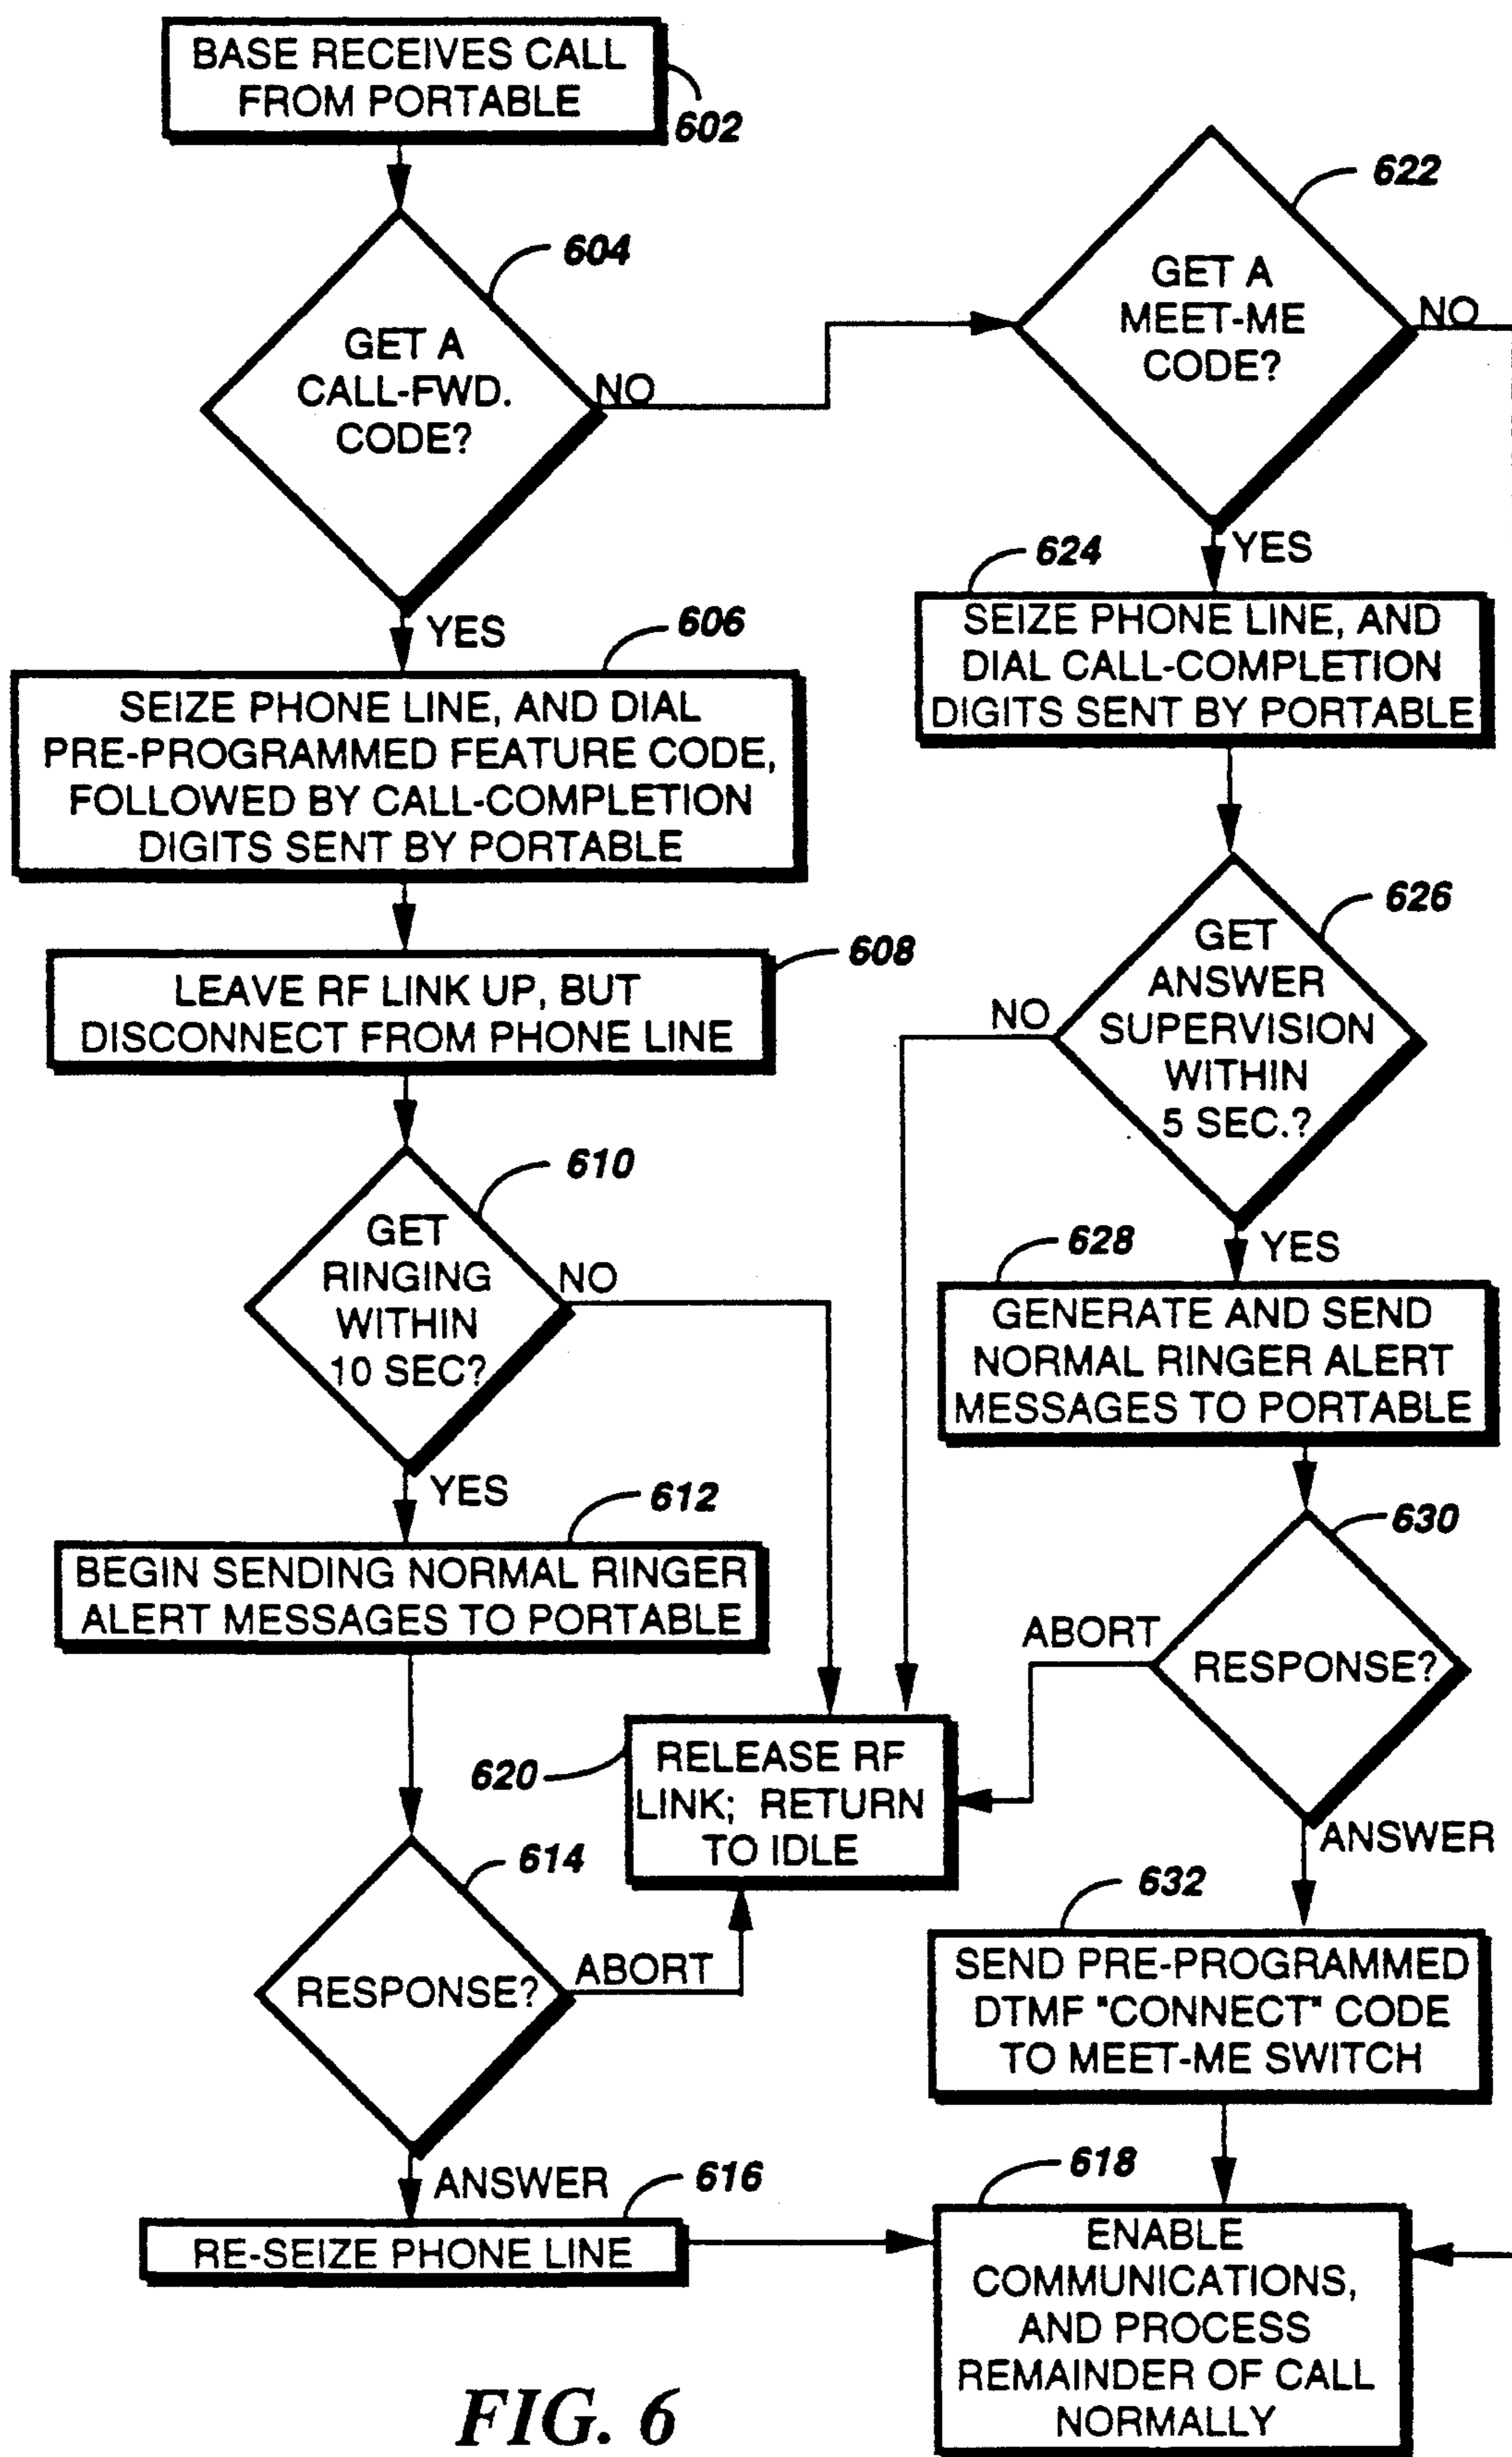 BASE RECEIVES CALL
FROM PORTABLE
602
604
GET A
CALL-FWD.
CODE?
NO
YES
606
SEIZE PHONE LINE, AND DIAL
PRE-PROGRAMMED FEATURE CODE,
FOLLOWED BY CALL-COMPLETION
DIGITS SENT BY PORTABLE
608
LEAVE RF LINK UP, BUT
DISCONNECT FROM PHONE LINE
610
GET
RINGING
WITHIN
10 SEC?
NO
YES
612
BEGIN SENDING NORMAL RINGER
ALERT MESSAGES TO PORTABLE
614
RESPONSE?
ABORT
ANSWER
616
RE-SEIZE PHONE LINE
620
RELEASE RF
LINK; RETURN
TO IDLE
622
GET A
MEET-ME
CODE?
NO
YES
624
SEIZE PHONE LINE, AND
DIAL CALL-COMPLETION
DIGITS SENT BY PORTABLE
626
GET
ANSWER
SUPERVISION
WITHIN
5 SEC.?
NO
YES
628
GENERATE AND SEND
NORMAL RINGER ALERT
MESSAGES TO PORTABLE
630
RESPONSE?
ABORT
ANSWER
632
SEND PRE-PROGRAMMED
DTMF "CONNECT" CODE
TO MEET-ME SWITCH
618
ENABLE
COMMUNICATIONS,
AND PROCESS
REMAINDER OF CALL
NORMALLY
FIG. 6